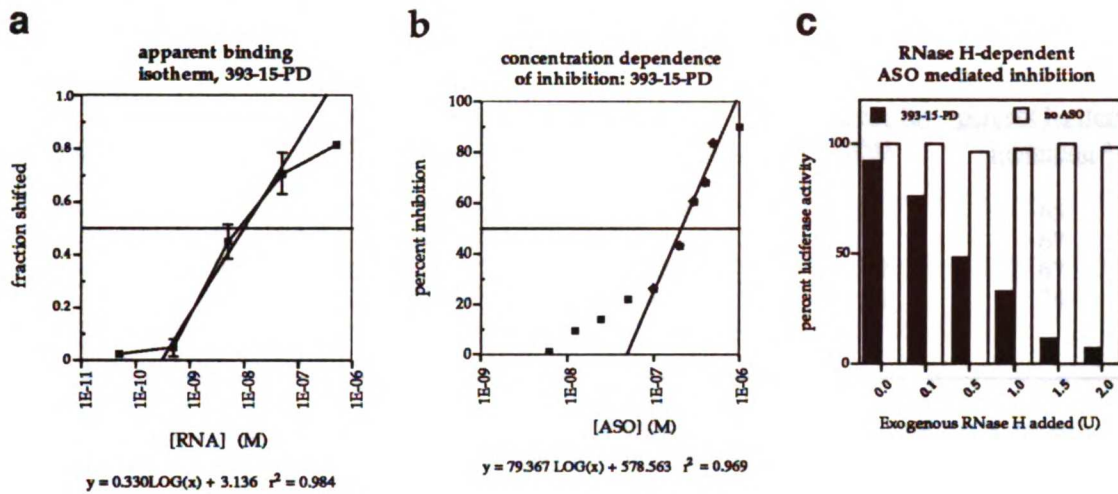 a
apparent binding
isotherm, 393-15-PD
fraction shifted
1.0
0.8
0.6
0.4
0.2
0
1E-11
1E-10
1E-09
1E-08
1E-07
1E-06
[RNA] (M)
y = 0.330LOG(x) + 3.136 r² = 0.984
b
concentration dependence
of inhibition: 393-15-PD
percent inhibition
100
80
60
40
20
0
1E-09
1E-08
1E-07
1E-06
[ASO] (M)
y = 79.367 LOG(x) + 578.563 r² = 0.969
c
RNase H-dependent
ASO mediated inhibition
393-15-PD
no ASO
percent luciferase activity
100
50
0
0.0
0.1
0.5
1.0
1.5
2.0
Exogenous RNase H added (U)